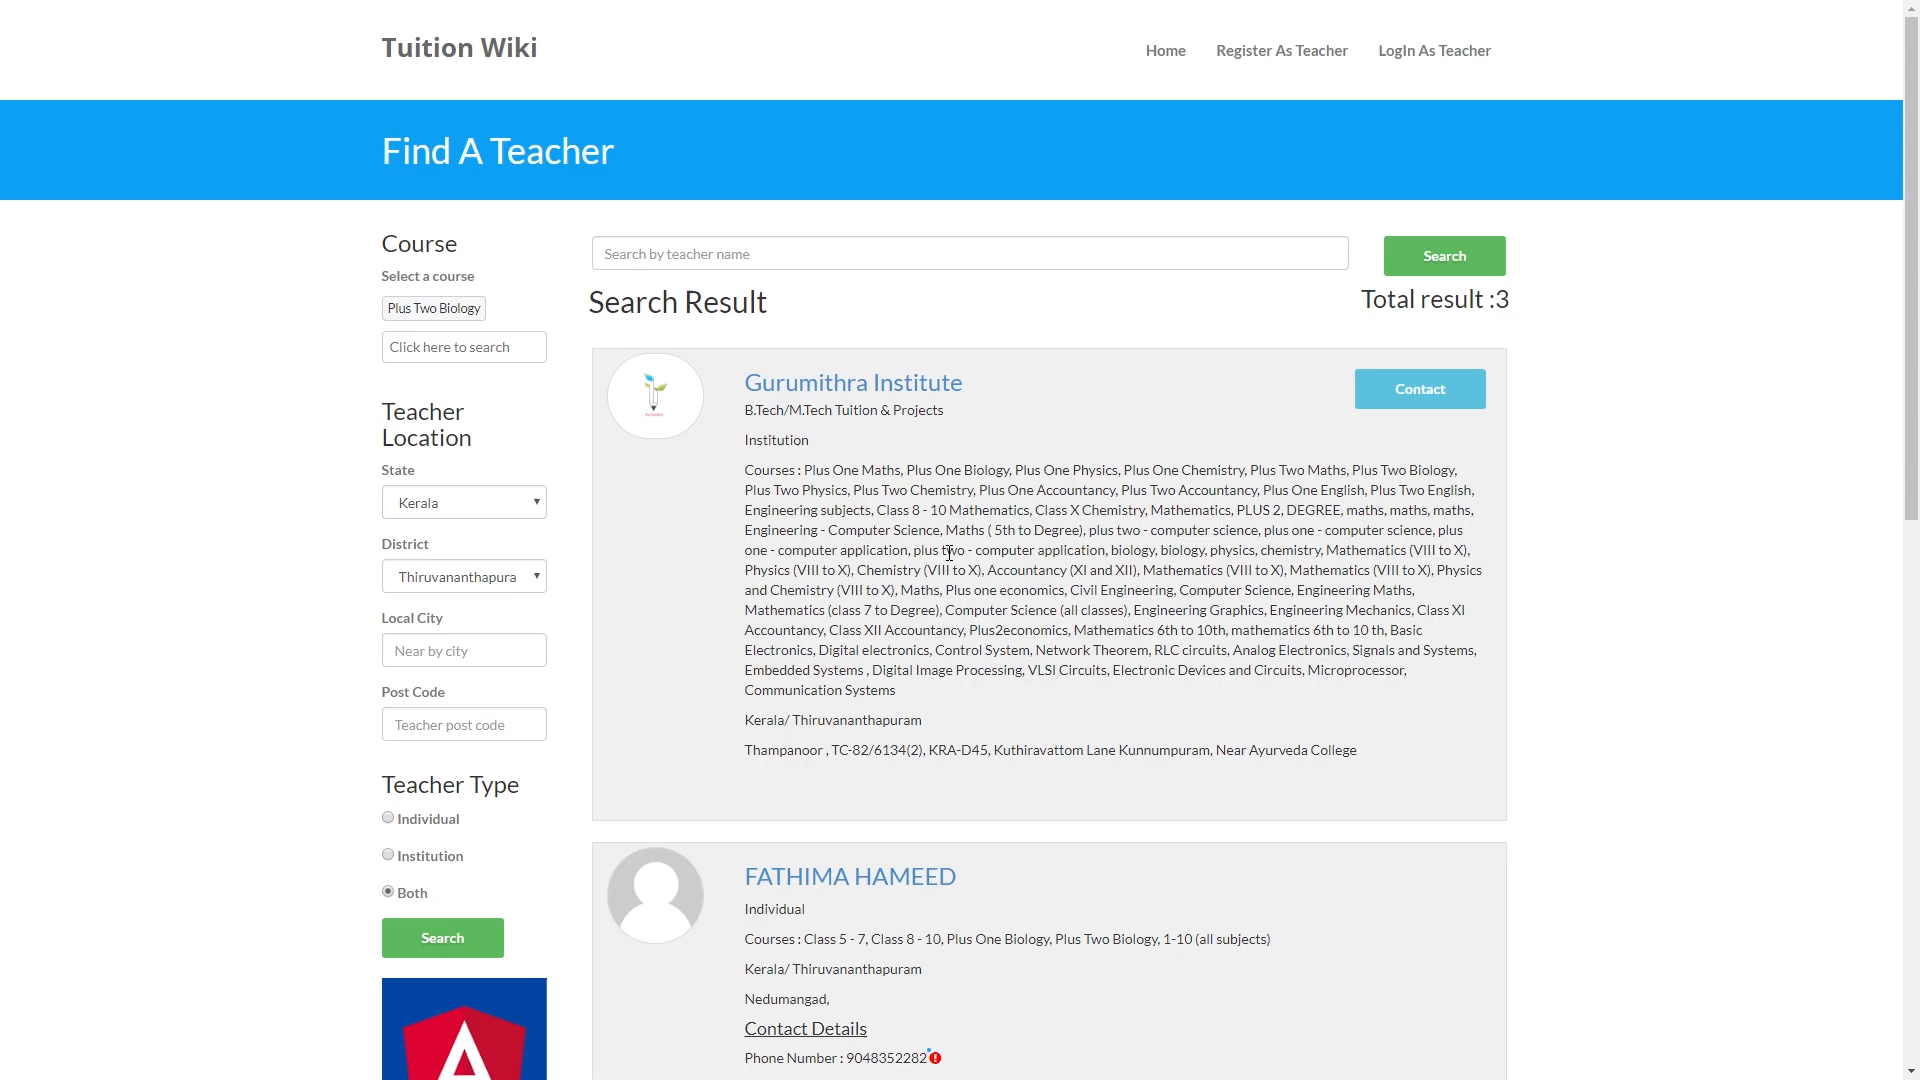 Tuition Wiki
Home
Register As Teacher
LogIn As Teacher
Find A Teacher
Course
Select a course
Plus Two Biology
Click here to search
Teacher
Location
State
Kerala
District
Thiruvananthapura
Local City
Near by city
Post Code
Teacher post code
Teacher Type
Individual
Institution
Both
Search
Search by teacher name
Search
Search Result
Total result :3
Gurumithra Institute
Contact
B.Tech/M.Tech Tuition & Projects
Institution
Courses : Plus One Maths, Plus One Biology, Plus One Physics, Plus One Chemistry, Plus Two Maths, Plus Two Biology,
Plus Two Physics, Plus Two Chemistry, Plus One Accountancy, Plus Two Accountancy, Plus One English, Plus Two English,
Engineering subjects, Class 8 - 10 Mathematics, Class X Chemistry, Mathematics, PLUS 2, DEGREE, maths, maths, maths,
Engineering - Computer Science, Maths ( 5th to Degree), plus two - computer science, plus one - computer science, plus
one - computer application, plus two - computer application, biology, biology, physics, chemistry, Mathematics (VIII to X),
Physics (VIII to X), Chemistry (VIII to X), Accountancy (XI and XII), Mathematics (VIII to X), Mathematics (VIII to X), Physics
and Chemistry (VIII to X), Maths, Plus one economics, Civil Engineering, Computer Science, Engineering Maths,
Mathematics (class 7 to Degree), Computer Science (all classes), Engineering Graphics, Engineering Mechanics, Class XI
Accountancy, Class XII Accountancy, Plus2economics, Mathematics 6th to 10th, mathematics 6th to 10 th, Basic
Electronics, Digital electronics, Control System, Network Theorem, RLC circuits, Analog Electronics, Signals and Systems,
Embedded Systems , Digital Image Processing, VLSI Circuits, Electronic Devices and Circuits, Microprocessor,
Communication Systems
Kerala/ Thiruvananthapuram
Thampanoor , TC-82/6134(2), KRA-D45, Kuthiravattom Lane Kunnumpuram, Near Ayurveda College
FATHIMA HAMEED
Individual
Courses : Class 5 - 7, Class 8 - 10, Plus One Biology, Plus Two Biology, 1-10 (all subjects)
Kerala/ Thiruvananthapuram
Nedumangad,
Contact Details
Phone Number : 9048352282